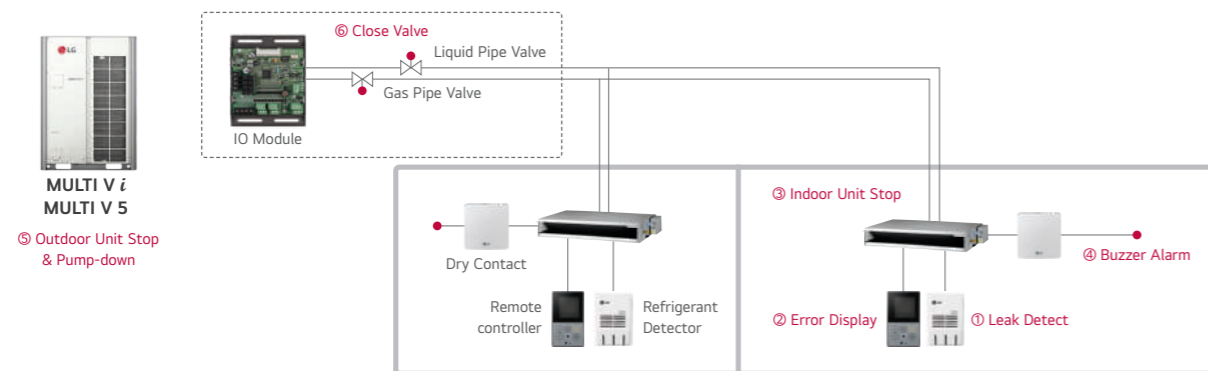 LG
MULTI V i
MULTI V 5
⑤ Outdoor Unit Stop
& Pump-down
⑥ Close Valve
Liquid Pipe Valve
Gas Pipe Valve
IO Module
Dry Contact
Remote
controller
Refrigerant
Detector
③ Indoor Unit Stop
④ Buzzer Alarm
② Error Display
① Leak Detect